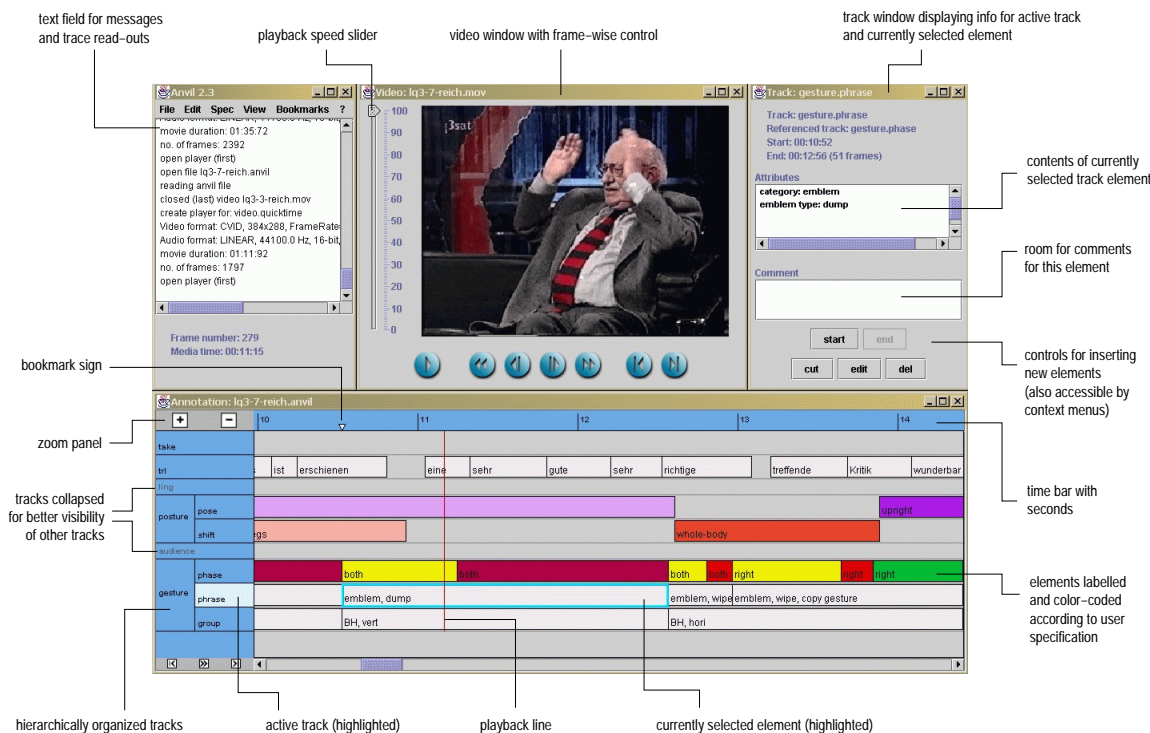 text field for messages
and trace read-outs
playback speed slider
video window with frame-wise control
track window displaying info for active track
and currently selected element
Anvil 2.3
File Edit Spec View Bookmarks ?
movie duration: 01:35:72
no. of frames: 2392
open player (first)
open file lq3-7-reich.anvil
reading anvil file
closed (last) video lq3-3-reich.mov
create player for: video.quicktime
Video format: CVID, 384x288, FrameRate
Audio format: LINEAR, 44100.0 Hz, 16-bit,
movie duration: 01:11:92
no. of frames: 1797
open player (first)
Frame number: 279
Media time: 00:11:15
Video: lq3-7-reich.mov
100
90
80
70
60
50
40
30
20
10
0
3sat
Track: gesture.phrase
Track: gesture.phrase
Referenced track: gesture.phase
Start: 00:10:52
End: 00:12:56 (51 frames)
Attributes
category: emblem
emblem type: dump
Comment
start end
cut edit del
contents of currently
selected track element
room for comments
for this element
controls for inserting
new elements
(also accessible by
context menus)
bookmark sign
zoom panel
tracks collapsed
for better visibility
of other tracks
Annotation: lq3-7-reich.anvil
+ − 10 11 12 13 14
take
trl ist erschienen eine sehr gute sehr richtige treffende Kritik wunderbar
ling
posture pose upright
shift egs whole-body
audience
gesture phase both both both both right right right
phrase emblem, dump emblem, wipe emblem, wipe, copy gesture
group BH, vert BH, hori
time bar with
seconds
elements labelled
and color-coded
according to user
specification
hierarchically organized tracks
active track (highlighted)
playback line
currently selected element (highlighted)